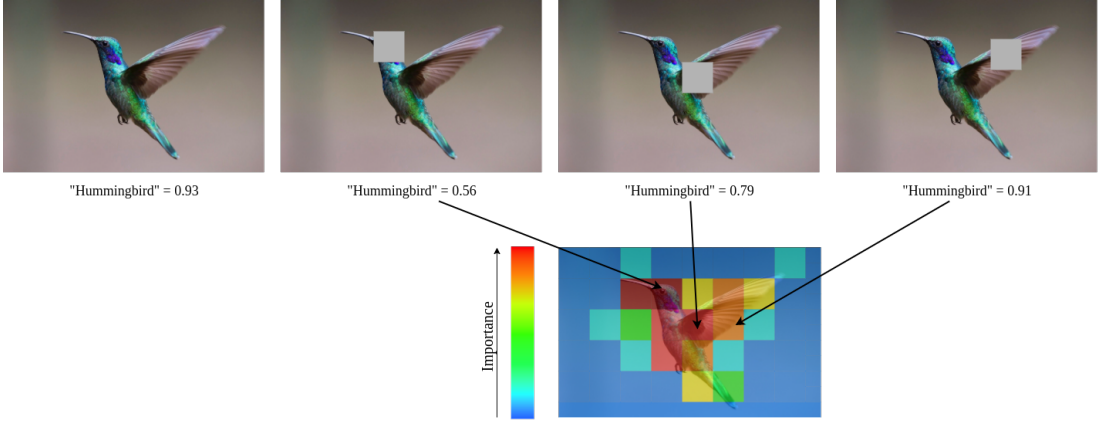 "Hummingbird" = 0.93
"Hummingbird" = 0.56
"Hummingbird" = 0.79
"Hummingbird" = 0.91
Importance